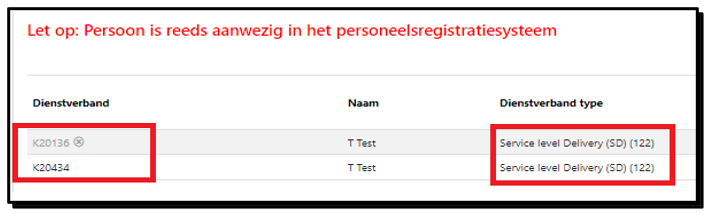 Let op: Persoon is reeds aanwezig in het personeelsregistratiesysteem
Dienstverband Naam Dienstverband type
K20136 T Test Service level Delivery (SD) (122)
K20434 T Test Service level Delivery (SD) (122)